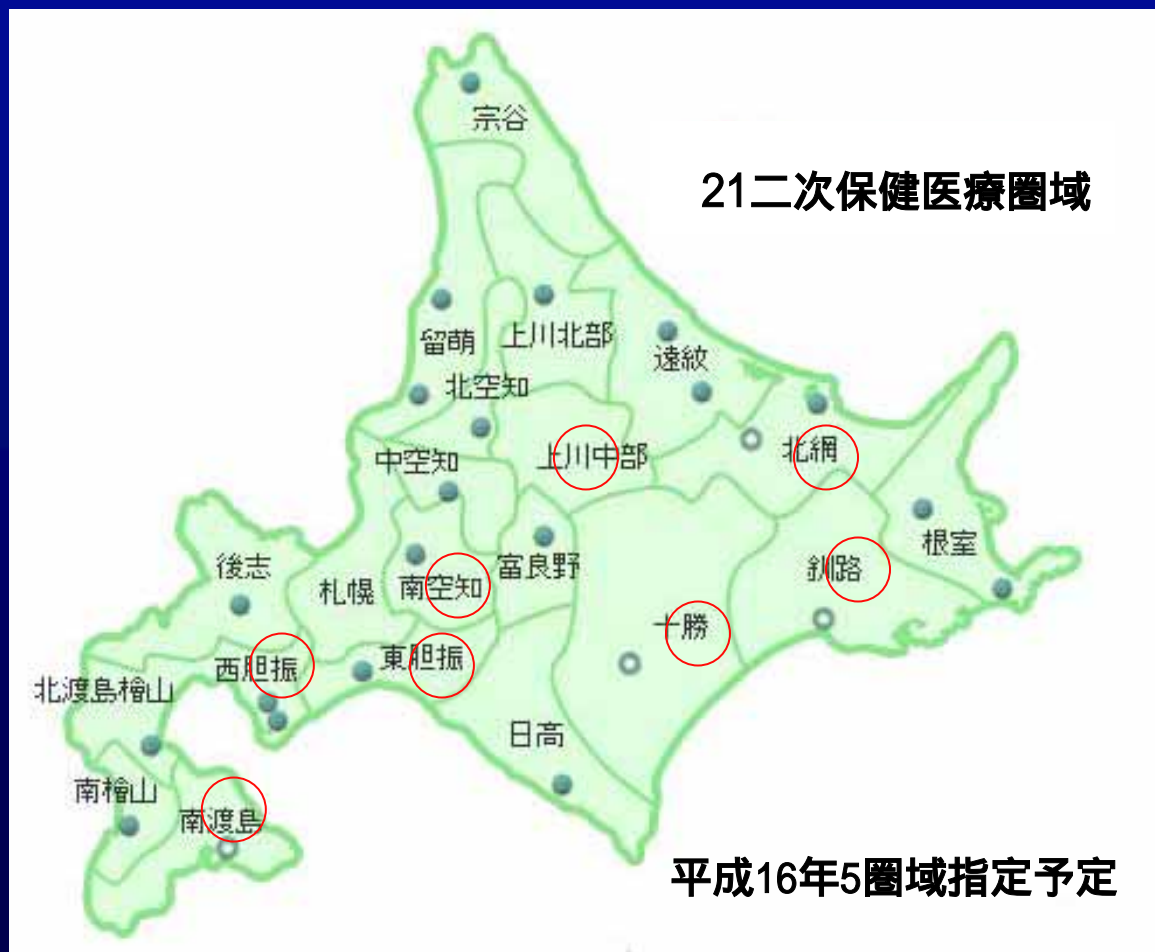 宗谷
21二次保健医療圏域
留萌
上川北部
遠紋
北空知
中空知
上川中部
北網
後志
札幌
南空知
富良野
釧路
根室
十勝
西胆振
東胆振
北渡島檜山
日高
南檜山
南渡島
平成16年5圏域指定予定